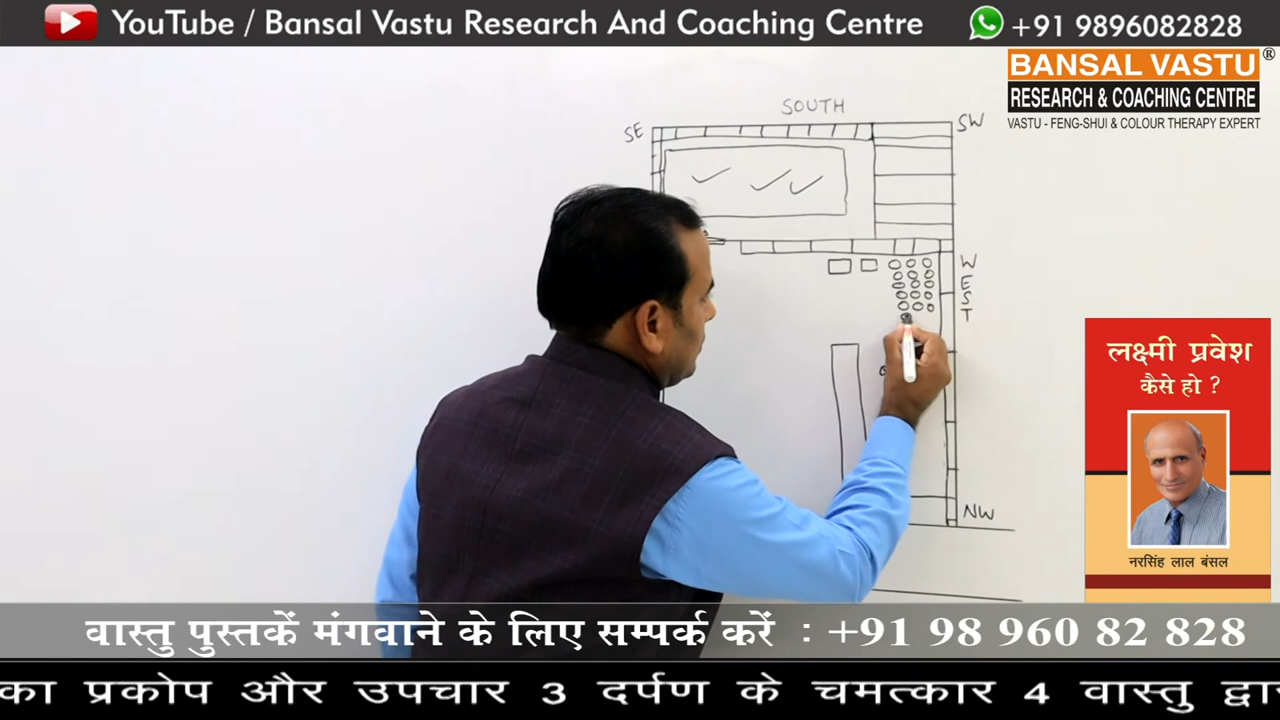 YouTube / Bansal Vastu Research And Coaching Centre
+91 9896082828
BANSAL VASTU®
RESEARCH & COACHING CENTRE
VASTU - FENG-SHUI & COLOUR THERAPY EXPERT
SOUTH
SE
SW
WEST
NW
लक्ष्मी प्रवेश
कैसे हो ?
नरसिंह लाल बंसल
वास्तु पुस्तकें मंगवाने के लिए सम्पर्क करें : +91 98 960 82 828
का प्रकोप और उपचार 3 दर्पण के चमत्कार 4 वास्तु